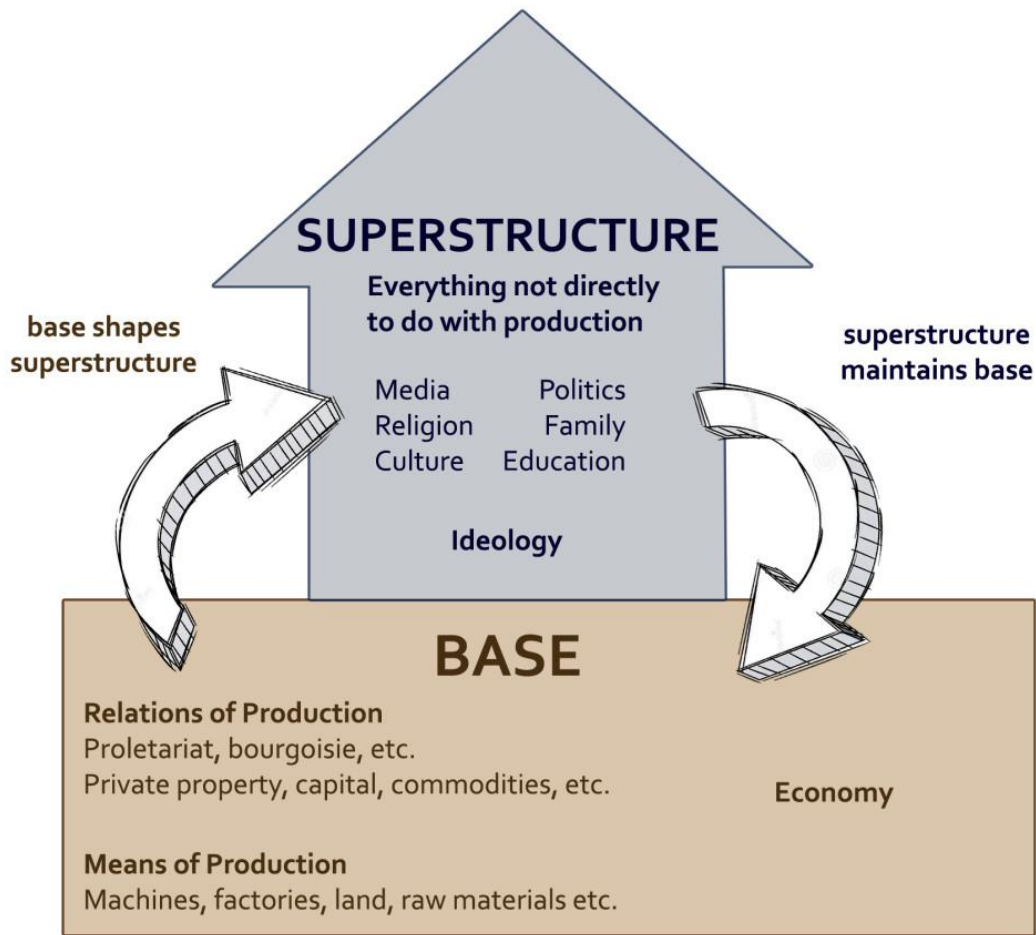 SUPERSTRUCTURE
Everything not directly
to do with production
base shapes
superstructure
superstructure
maintains base
Media Politics
Religion Family
Culture Education
Ideology
BASE
Relations of Production
Proletariat, bourgoisie, etc.
Private property, capital, commodities, etc.
Economy
Means of Production
Machines, factories, land, raw materials etc.